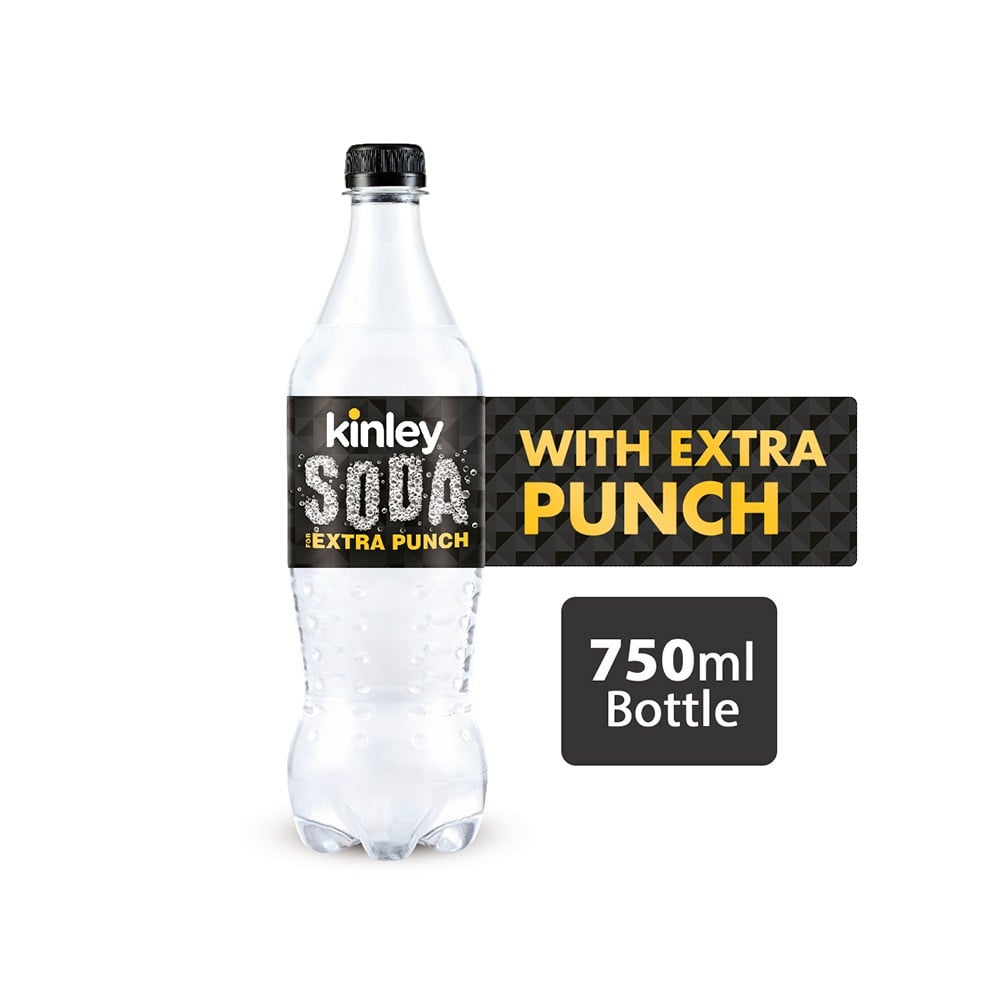 kinley
SODA
FOR EXTRA PUNCH
WITH EXTRA
PUNCH
750ml
Bottle